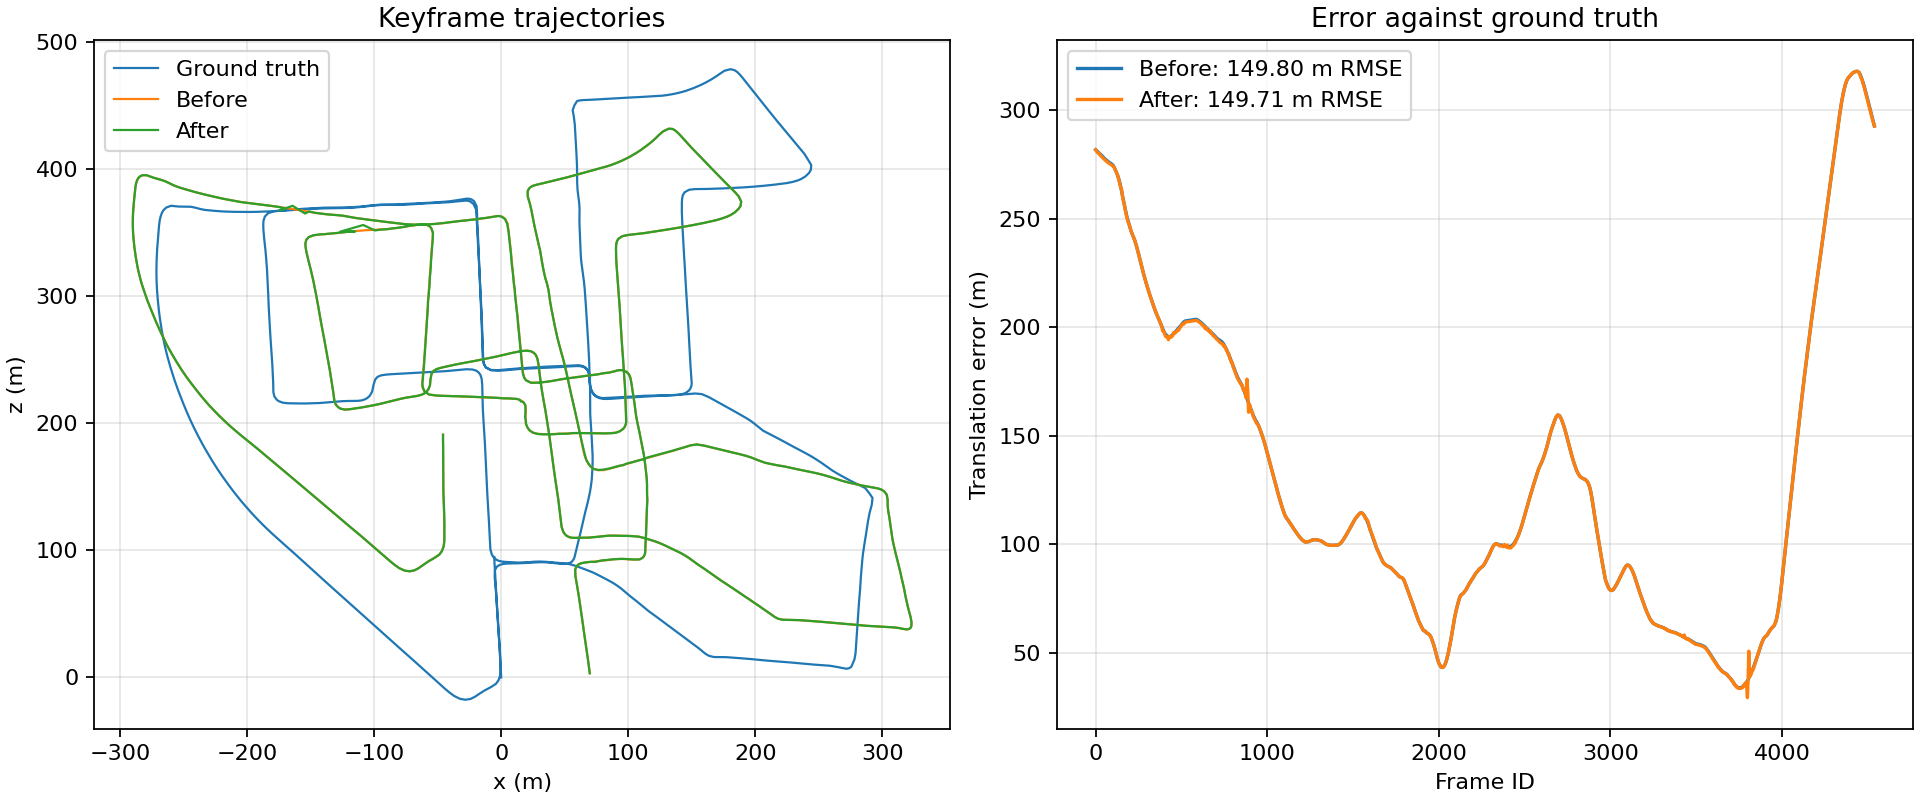 Keyframe trajectories
Ground truth
Before
After
500
400
300
200
100
0
z (m)
−300
−200
−100
0
100
200
300
x (m)
Error against ground truth
Before: 149.80 m RMSE
After: 149.71 m RMSE
300
250
200
150
100
50
Translation error (m)
0
1000
2000
3000
4000
Frame ID